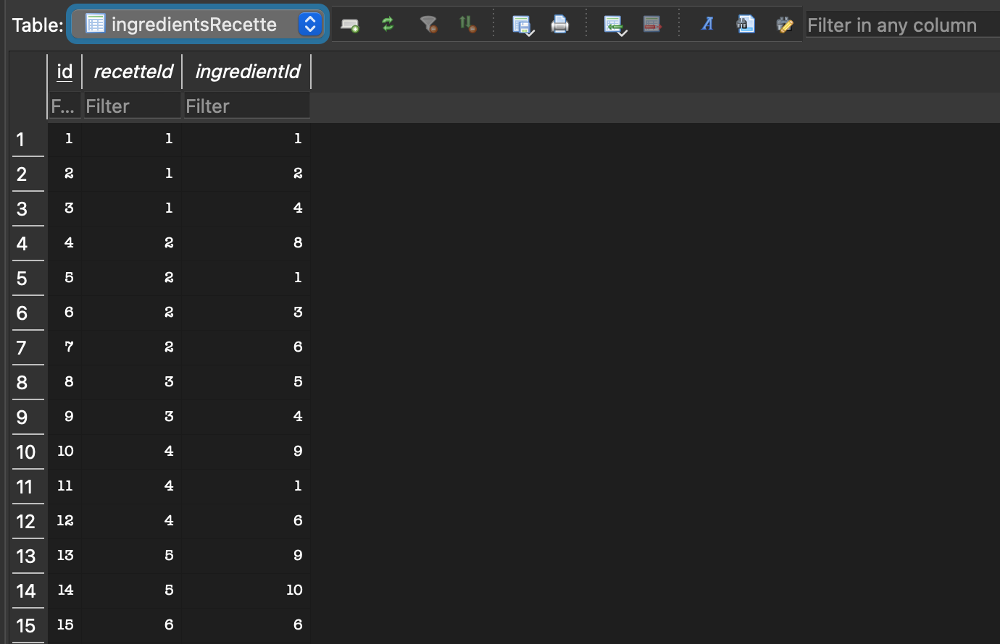 Table: ingredientsRecette Filter in any column
id recetteId ingredientId
F... Filter Filter
1 1 1 1
2 2 1 2
3 3 1 4
4 4 2 8
5 5 2 1
6 6 2 3
7 7 2 6
8 8 3 5
9 9 3 4
10 10 4 9
11 11 4 1
12 12 4 6
13 13 5 9
14 14 5 10
15 15 6 6